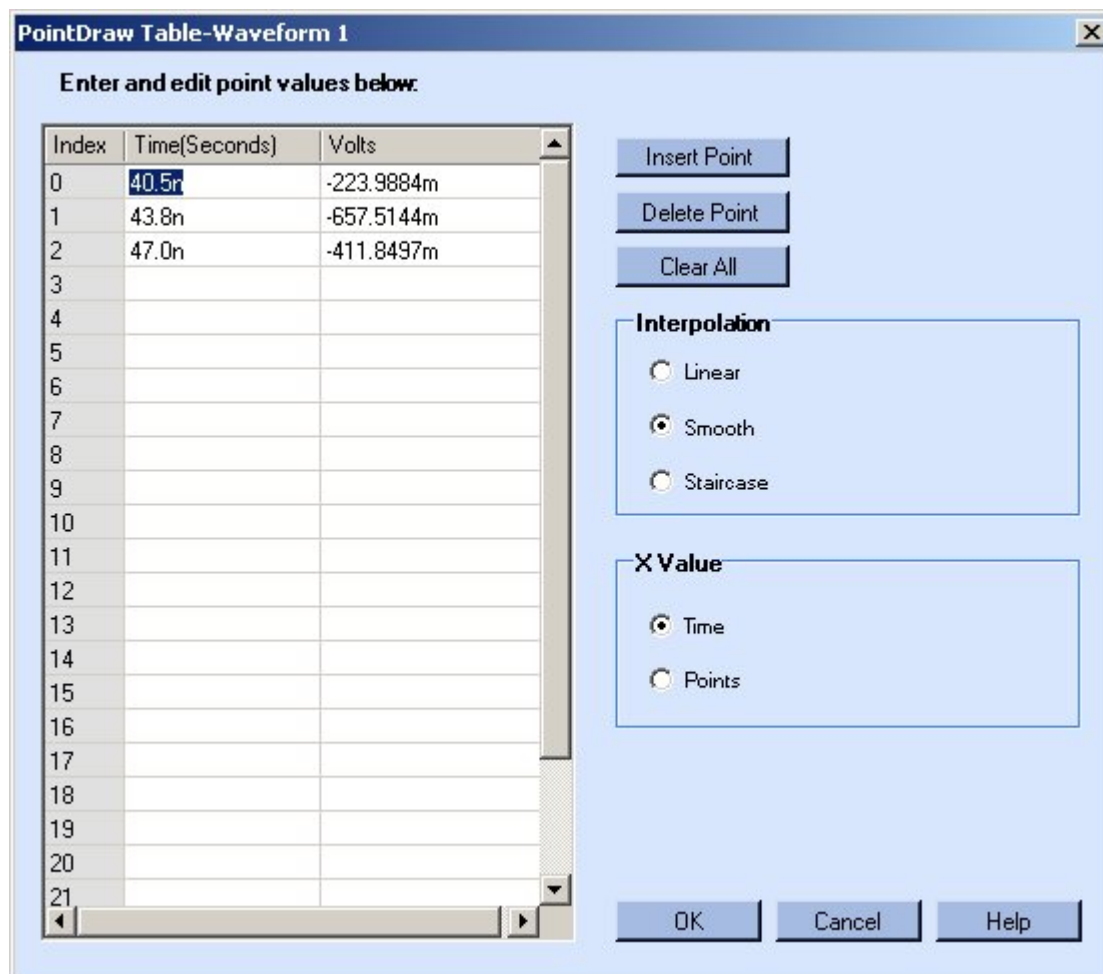 PointDraw Table-Waveform 1
Enter and edit point values below:
Index Time(Seconds) Volts
0 40.5n -223.9884m
1 43.8n -657.5144m
2 47.0n -411.8497m
3
4
5
6
7
8
9
10
11
12
13
14
15
16
17
18
19
20
21
Insert Point
Delete Point
Clear All
Interpolation
Linear
Smooth
Staircase
X Value
Time
Points
OK Cancel Help